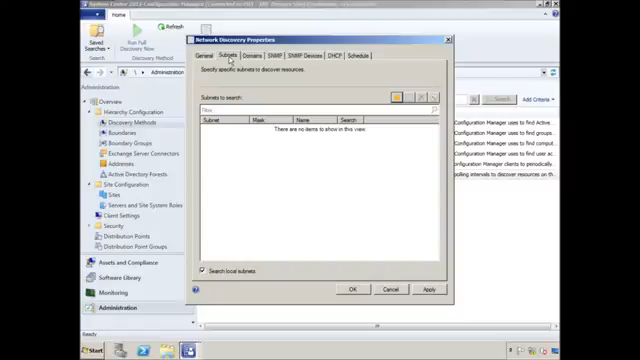 System Center 2012 Configuration Manager
Home
Saved
Searches
Run Full
Discovery Now
Refresh
Administration
Administration
Overview
Hierarchy Configuration
Discovery Methods
Boundaries
Boundary Groups
Exchange Server Connectors
Addresses
Active Directory Forests
Site Configuration
Sites
Servers and Site System Roles
Client Settings
Security
Distribution Points
Distribution Point Groups
Assets and Compliance
Software Library
Monitoring
Administration
Ready
Network Discovery Properties
General Subnets Domains SNMP SNMP Devices DHCP Schedule
Specify specific subnets to discover resources.
Subnets to search:
Filter
Subnet Mask Name Search
There are no items to show in this view.
Search local subnets
OK Cancel Apply
Search Add Criteria
Configuration Manager uses to find Active
Configuration Manager uses to find groups
Configuration Manager uses to find comput
Configuration Manager uses to find user ac
Configuration Manager clients to periodically
polling intervals to discover resources on th
Start